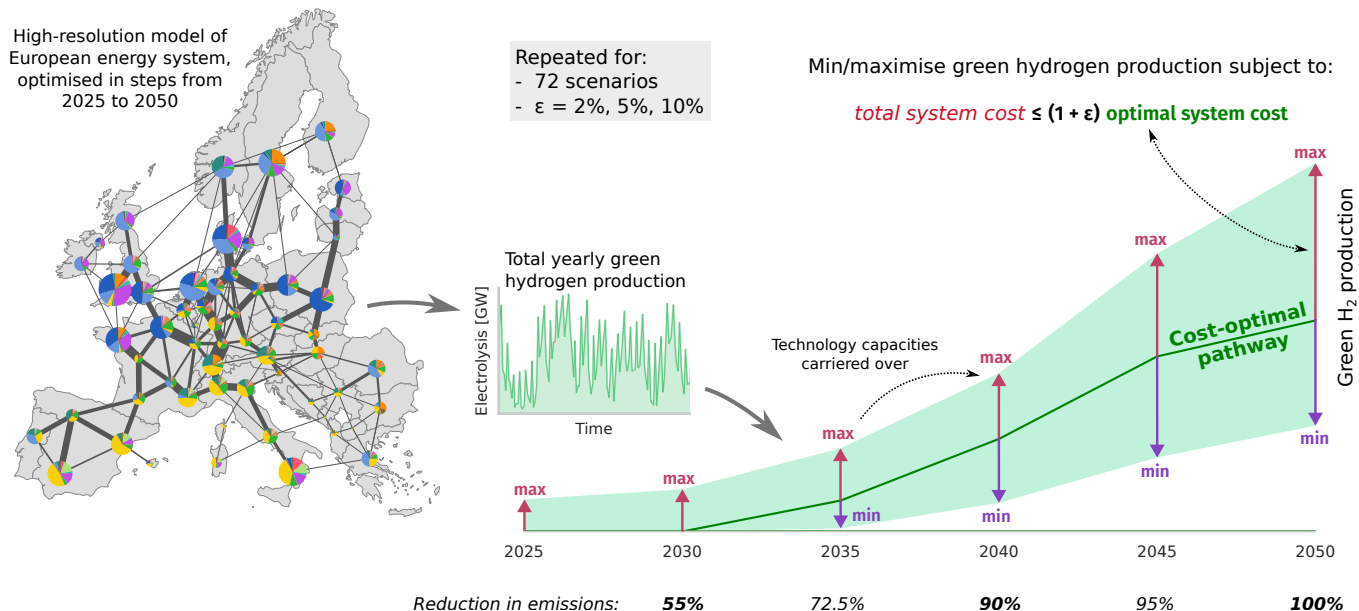 High-resolution model of
European energy system,
optimised in steps from
2025 to 2050
Repeated for:
- 72 scenarios
- ε = 2%, 5%, 10%
Min/maximise green hydrogen production subject to:
total system cost ≤ (1 + ε) optimal system cost
Total yearly green
hydrogen production
Electrolysis [GW]
Time
Technology capacities
carriered over
Cost-optimal
pathway
max
max
max
max
max
max
min
min
min
min
Green H₂ production
2025 2030 2035 2040 2045 2050
Reduction in emissions: 55% 72.5% 90% 95% 100%